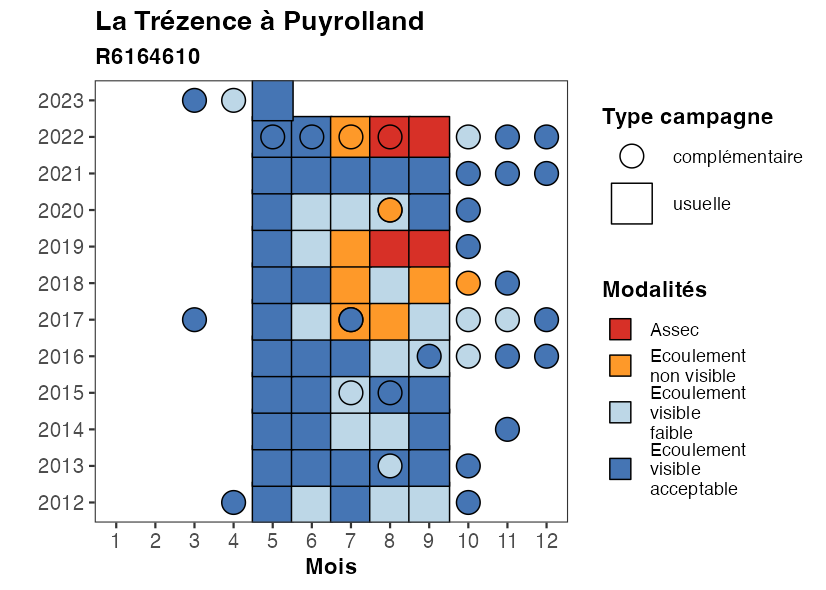 La Trézence à Puyrolland
R6164610
2023
2022
2021
2020
2019
2018
2017
2016
2015
2014
2013
2012
1 2 3 4 5 6 7 8 9 10 11 12
Mois
Type campagne
complémentaire
usuelle
Modalités
Assec
Ecoulement
non visible
Ecoulement
visible
faible
Ecoulement
visible
acceptable